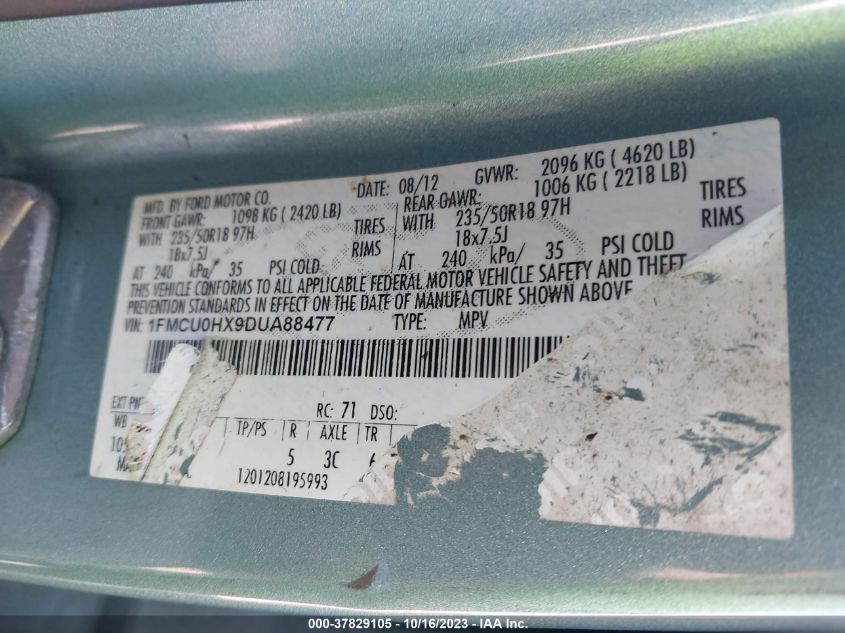 MFD. BY FORD MOTOR CO.
DATE: 08/12 GVWR: 2096 KG ( 4620 LB)
FRONT GAWR: 1098 KG ( 2420 LB)
REAR GAWR: 1006 KG ( 2218 LB)
WITH 235/50R18 97H TIRES
WITH 235/50R18 97H TIRES
18x7.5J RIMS
18x7.5J RIMS
AT 240 kPa/ 35 PSI COLD
AT 240 kPa/ 35 PSI COLD
THIS VEHICLE CONFORMS TO ALL APPLICABLE FEDERAL MOTOR VEHICLE SAFETY AND THEFT
PREVENTION STANDARDS IN EFFECT ON THE DATE OF MANUFACTURE SHOWN ABOVE
VIN: 1FMCU0HX9DUA88477 TYPE: MPV
EXT PN
RC: 71 DSO:
WB TP/PS R AXLE TR
5 3C
1201208195993
000-37829105 - 10/16/2023 - IAA Inc.